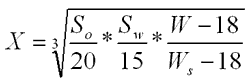 X = ∛(S_o/20 * S_w/15 * (W − 18)/(W_s − 18))